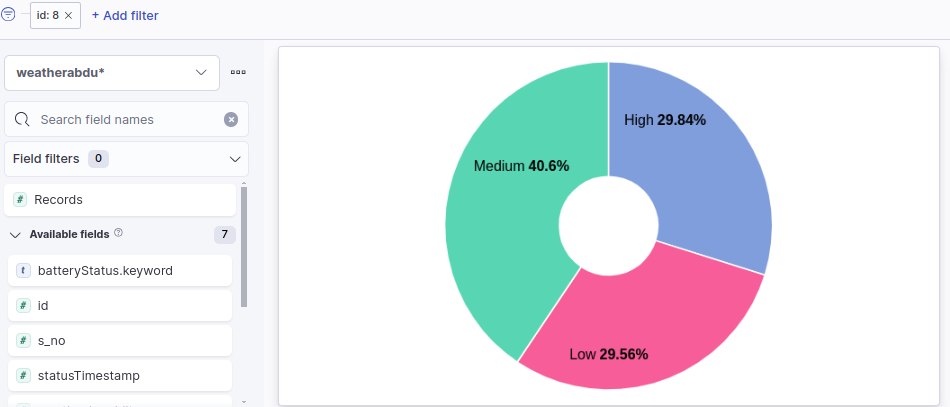 id: 8 ×
+ Add filter
weatherabdu*
Search field names
Field filters 0
# Records
Available fields ? 7
t batteryStatus.keyword
# id
# s_no
# statusTimestamp
High 29.84%
Medium 40.6%
Low 29.56%